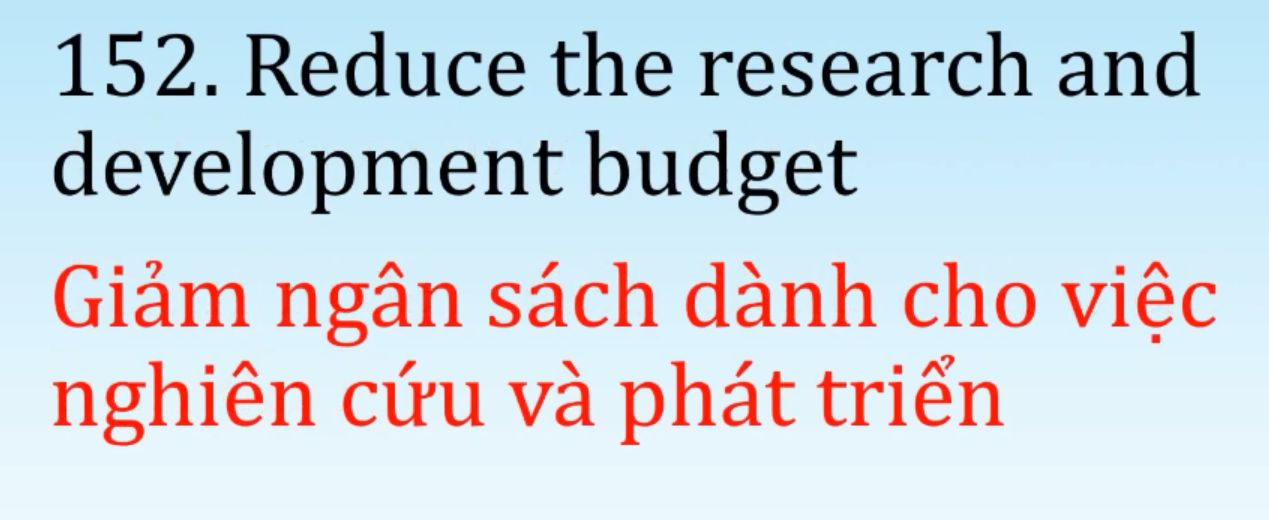 152. Reduce the research and
development budget
Giảm ngân sách dành cho việc
nghiên cứu và phát triển